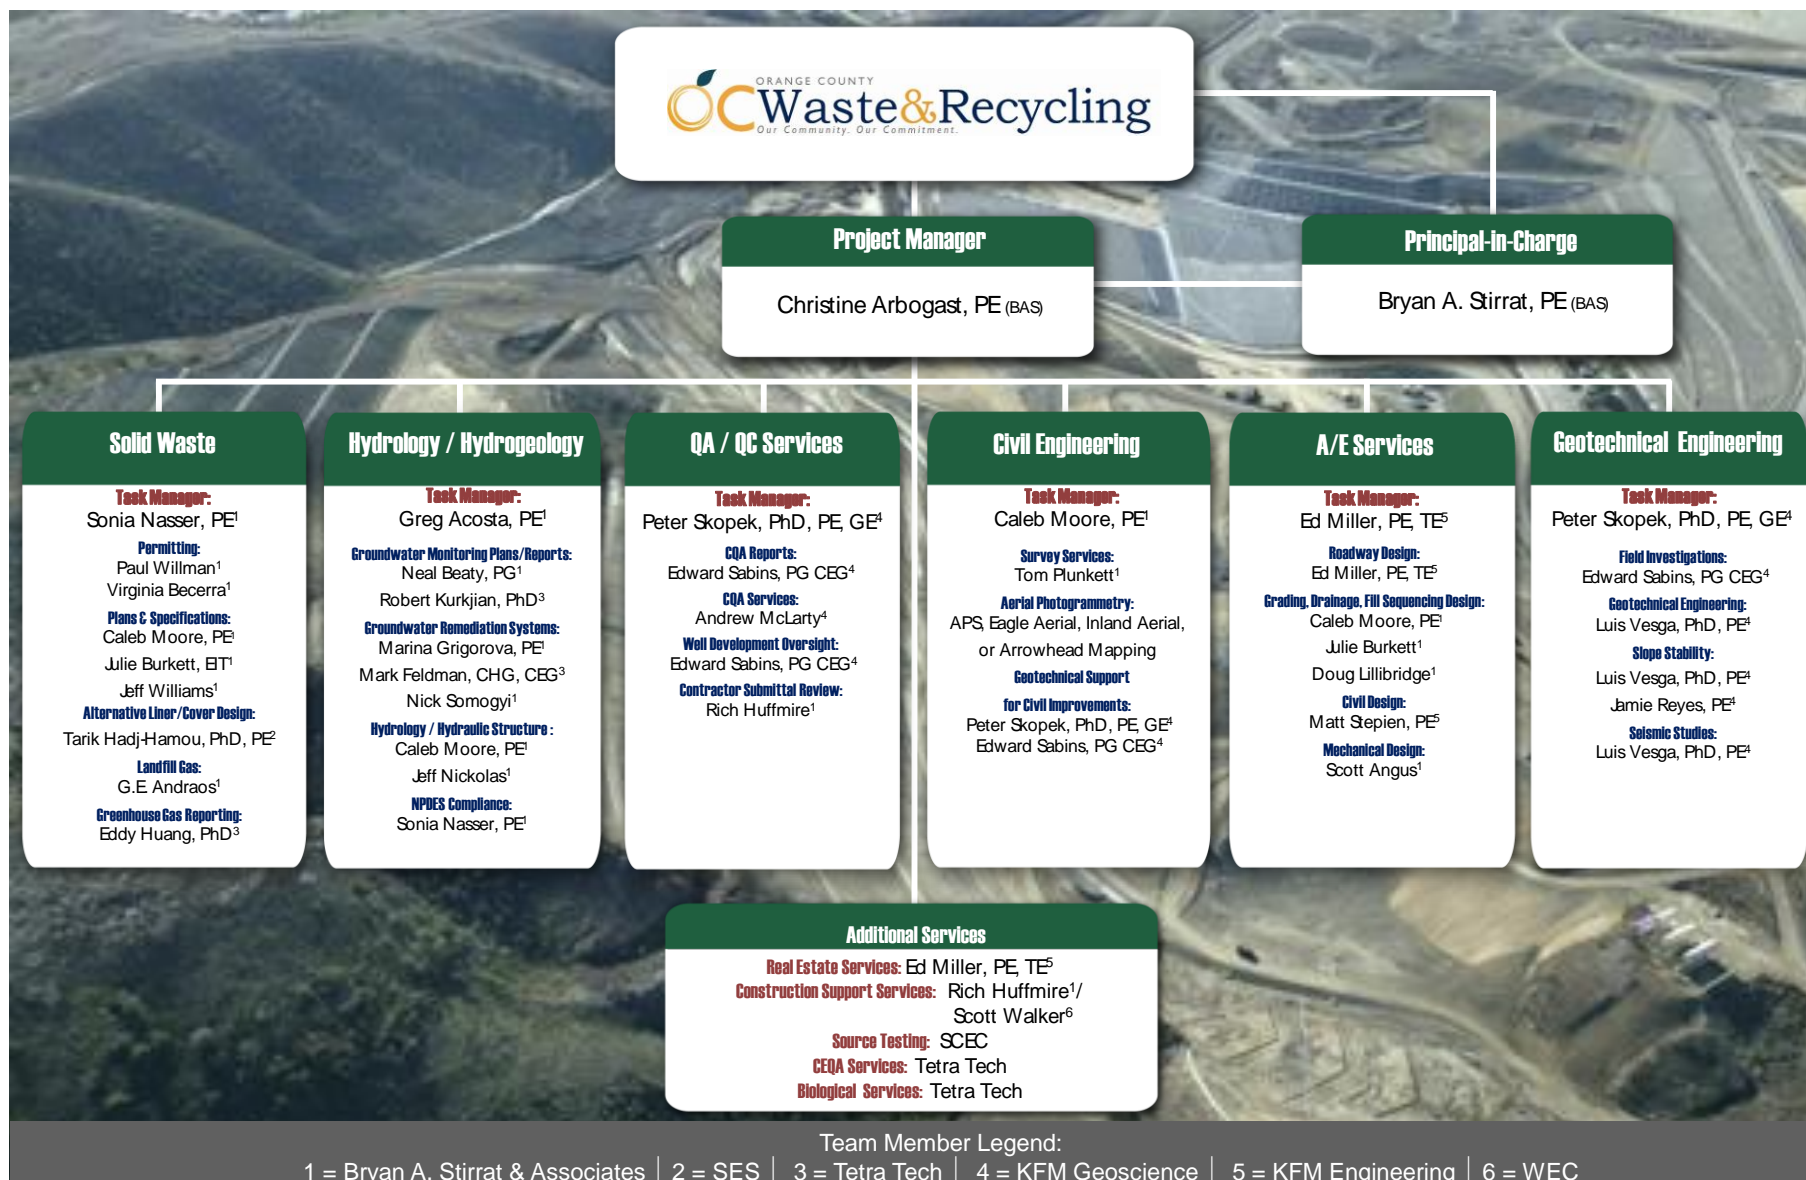 ORANGE COUNTY
OC Waste&Recycling
Our Community. Our Commitment.
Project Manager
Christine Arbogast, PE (BAS)
Principal-in-Charge
Bryan A. Stirrat, PE (BAS)
Solid Waste
Task Manager:
Sonia Nasser, PE¹
Permitting:
Paul Willman¹
Virginia Becerra¹
Plans & Specifications:
Caleb Moore, PE¹
Julie Burkett, EIT¹
Jeff Williams¹
Alternative Liner/Cover Design:
Tarik Hadj-Hamou, PhD, PE²
Landfill Gas:
G.E. Andraos¹
Greenhouse Gas Reporting:
Eddy Huang, PhD³
Hydrology / Hydrogeology
Task Manager:
Greg Acosta, PE¹
Groundwater Monitoring Plans/Reports:
Neal Beaty, PG¹
Robert Kurkjian, PhD³
Groundwater Remediation Systems:
Marina Grigorova, PE¹
Mark Feldman, CHG, CEG³
Nick Somogyi¹
Hydrology / Hydraulic Structure :
Caleb Moore, PE¹
Jeff Nickolas¹
NPDES Compliance:
Sonia Nasser, PE¹
QA / QC Services
Task Manager:
Peter Skopek, PhD, PE, GE⁴
CQA Reports:
Edward Sabins, PG CEG⁴
CQA Services:
Andrew McLarty⁴
Well Development Oversight:
Edward Sabins, PG CEG⁴
Contractor Submittal Review:
Rich Huffmire¹
Civil Engineering
Task Manager:
Caleb Moore, PE¹
Survey Services:
Tom Plunkett¹
Aerial Photogrammetry:
APS, Eagle Aerial, Inland Aerial,
or Arrowhead Mapping
Geotechnical Support
for Civil Improvements:
Peter Skopek, PhD, PE, GE⁴
Edward Sabins, PG CEG⁴
A/E Services
Task Manager:
Ed Miller, PE, TE⁵
Roadway Design:
Ed Miller, PE, TE⁵
Grading, Drainage, Fill Sequencing Design:
Caleb Moore, PE¹
Julie Burkett¹
Doug Lillibridge¹
Civil Design:
Matt Stepien, PE⁵
Mechanical Design:
Scott Angus¹
Geotechnical Engineering
Task Manager:
Peter Skopek, PhD, PE, GE⁴
Field Investigations:
Edward Sabins, PG CEG⁴
Geotechnical Engineering:
Luis Vesga, PhD, PE⁴
Slope Stability:
Luis Vesga, PhD, PE⁴
Jamie Reyes, PE⁴
Seismic Studies:
Luis Vesga, PhD, PE⁴
Additional Services
Real Estate Services: Ed Miller, PE, TE⁵
Construction Support Services: Rich Huffmire¹/
Scott Walker⁶
Source Testing: SCEC
CEQA Services: Tetra Tech
Biological Services: Tetra Tech
Team Member Legend:
1 = Bryan A. Stirrat & Associates | 2 = SES | 3 = Tetra Tech | 4 = KFM Geoscience | 5 = KFM Engineering | 6 = WEC